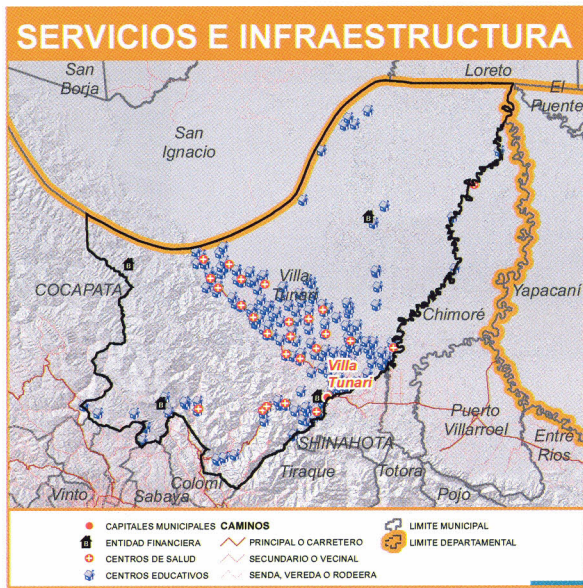 SERVICIOS E INFRAESTRUCTURA
San
Borja
Loreto
El
Puente
San
Ignacio
COCAPATA
Villa
Tunari
Yapacaní
Chimoré
Villa
Tunari
Puerto
Villarroel
SHINAHOTA
Entre
Rios
Colomi
Tiraque
Totora
Vinto
Sabaya
Pojo
CAPITALES MUNICIPALES
ENTIDAD FINANCIERA
CENTROS DE SALUD
CENTROS EDUCATIVOS
CAMINOS
PRINCIPAL O CARRETERO
SECUNDARIO O VECINAL
SENDA, VEREDA O RODEERA
LIMITE MUNICIPAL
LIMITE DEPARTAMENTAL